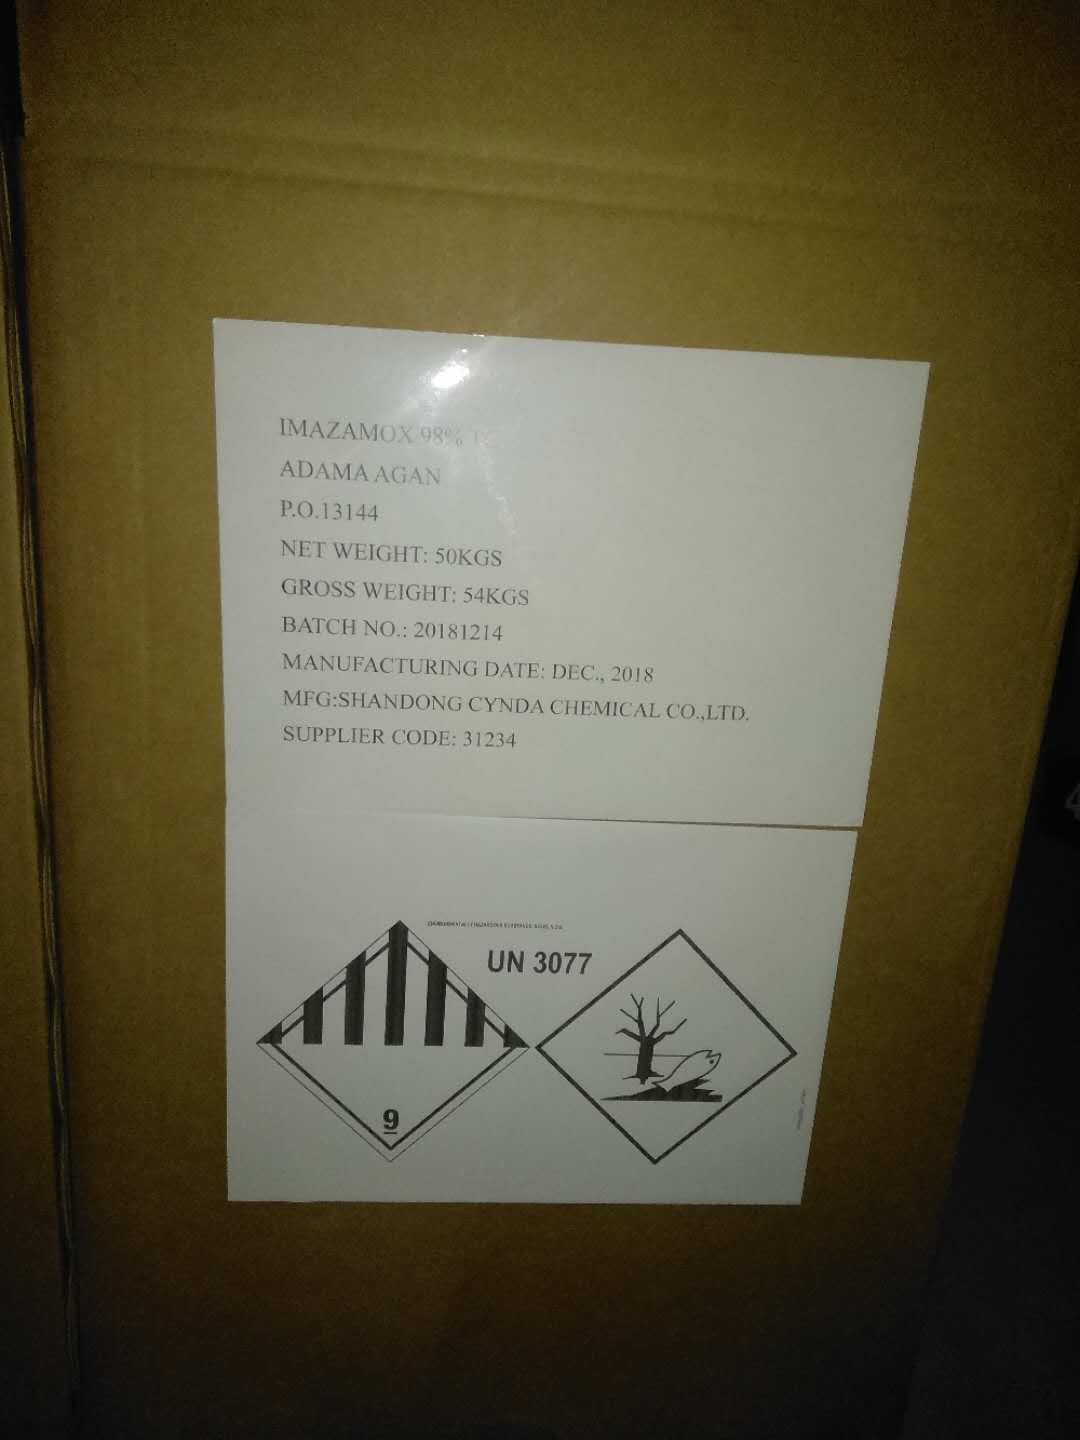 IMAZAMOX 98% TC
ADAMA AGAN
P.O.13144
NET WEIGHT: 50KGS
GROSS WEIGHT: 54KGS
BATCH NO.: 20181214
MANUFACTURING DATE: DEC., 2018
MFG:SHANDONG CYNDA CHEMICAL CO.,LTD.
SUPPLIER CODE: 31234
UN 3077
9